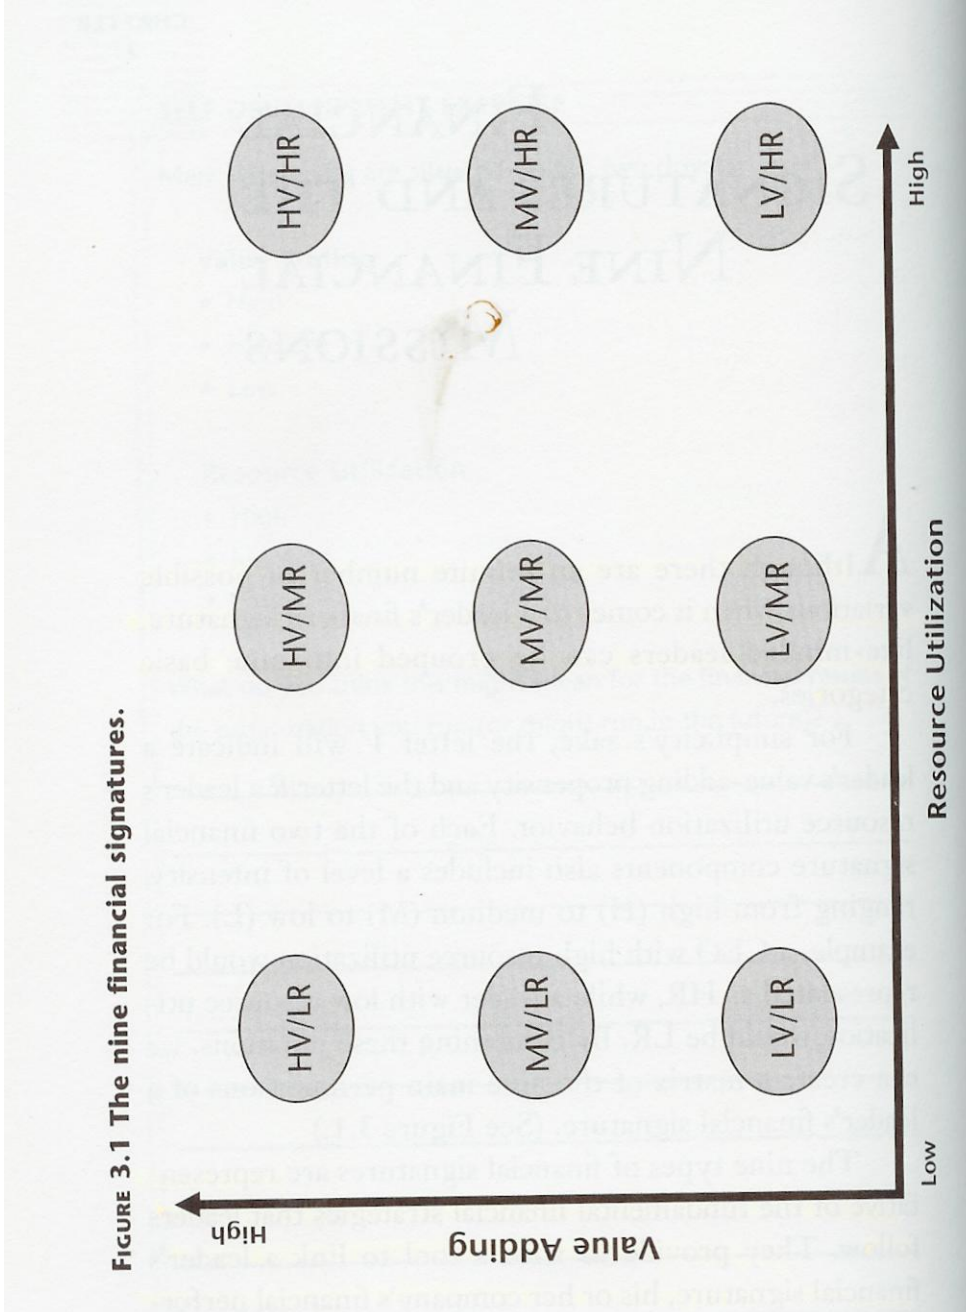 FIGURE 3.1 The nine financial signatures.
High
HV/LR HV/MR HV/HR
Value Adding
MV/LR MV/MR MV/HR
LV/LR LV/MR LV/HR
Low High
Resource Utilization